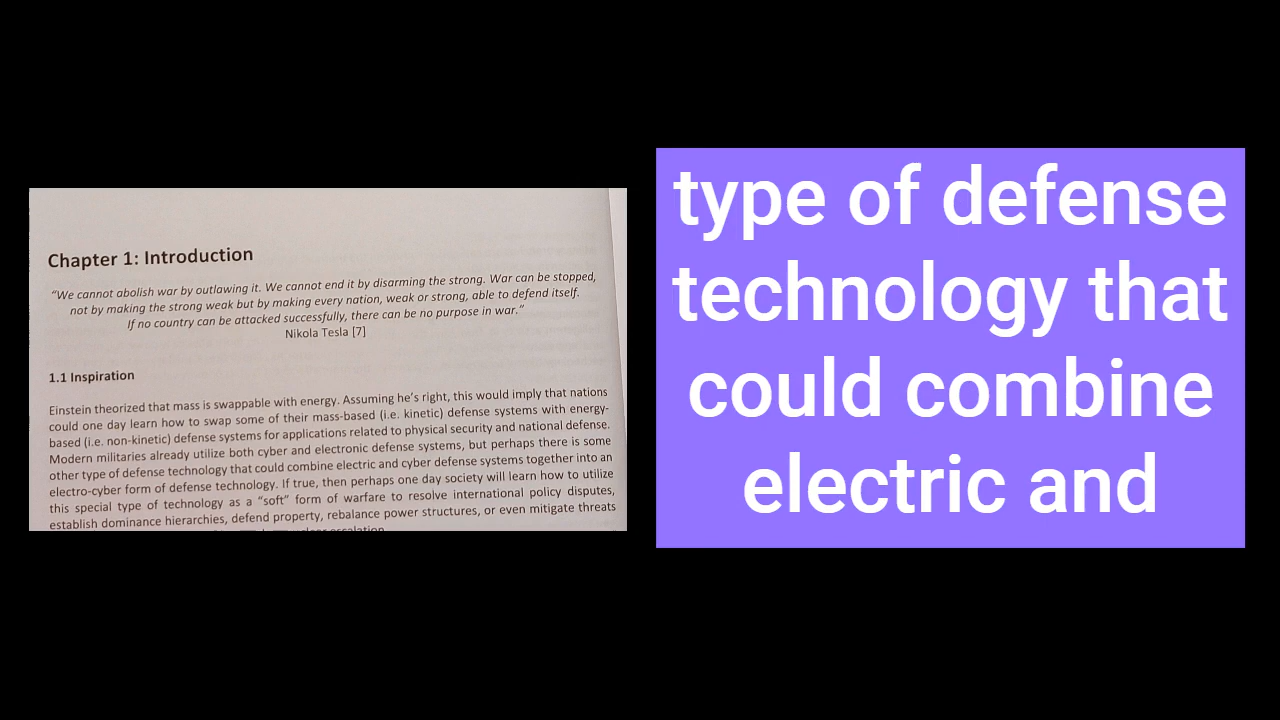 Chapter 1: Introduction
"We cannot abolish war by outlawing it. We cannot end it by disarming the strong. War can be stopped,
not by making the strong weak but by making every nation, weak or strong, able to defend itself.
If no country can be attacked successfully, there can be no purpose in war."
Nikola Tesla [7]
1.1 Inspiration
Einstein theorized that mass is swappable with energy. Assuming he's right, this would imply that nations
could one day learn how to swap some of their mass-based (i.e. kinetic) defense systems with energy-
based (i.e. non-kinetic) defense systems for applications related to physical security and national defense.
Modern militaries already utilize both cyber and electronic defense systems, but perhaps there is some
other type of defense technology that could combine electric and cyber defense systems together into an
electro-cyber form of defense technology. If true, then perhaps one day society will learn how to utilize
this special type of technology as a "soft" form of warfare to resolve international policy disputes,
establish dominance hierarchies, defend property, rebalance power structures, or even mitigate threats
escalation
type of defense
technology that
could combine
electric and